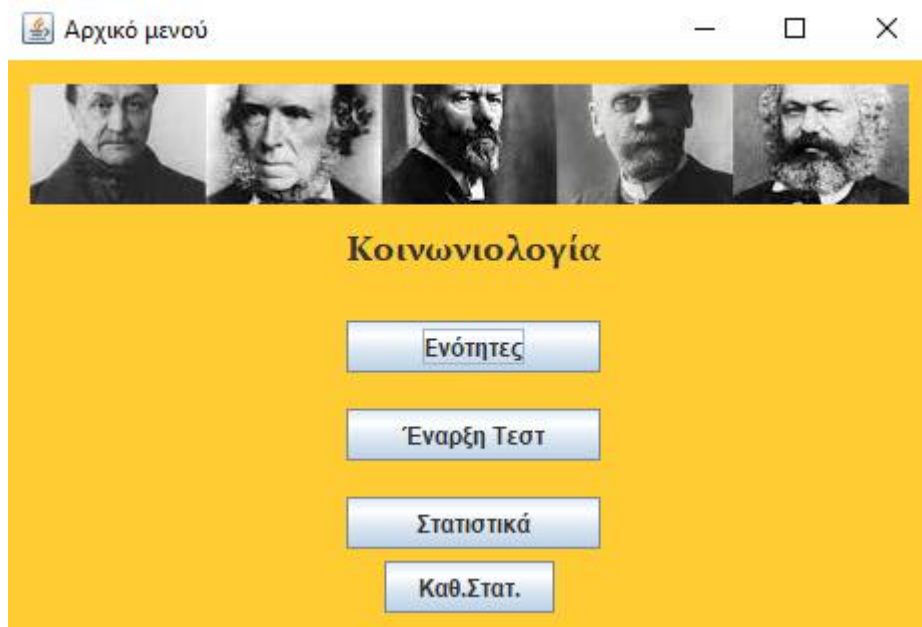 Αρχικό μενού
Κοινωνιολογία
Ενότητες
Έναρξη Τεστ
Στατιστικά
Καθ.Στατ.